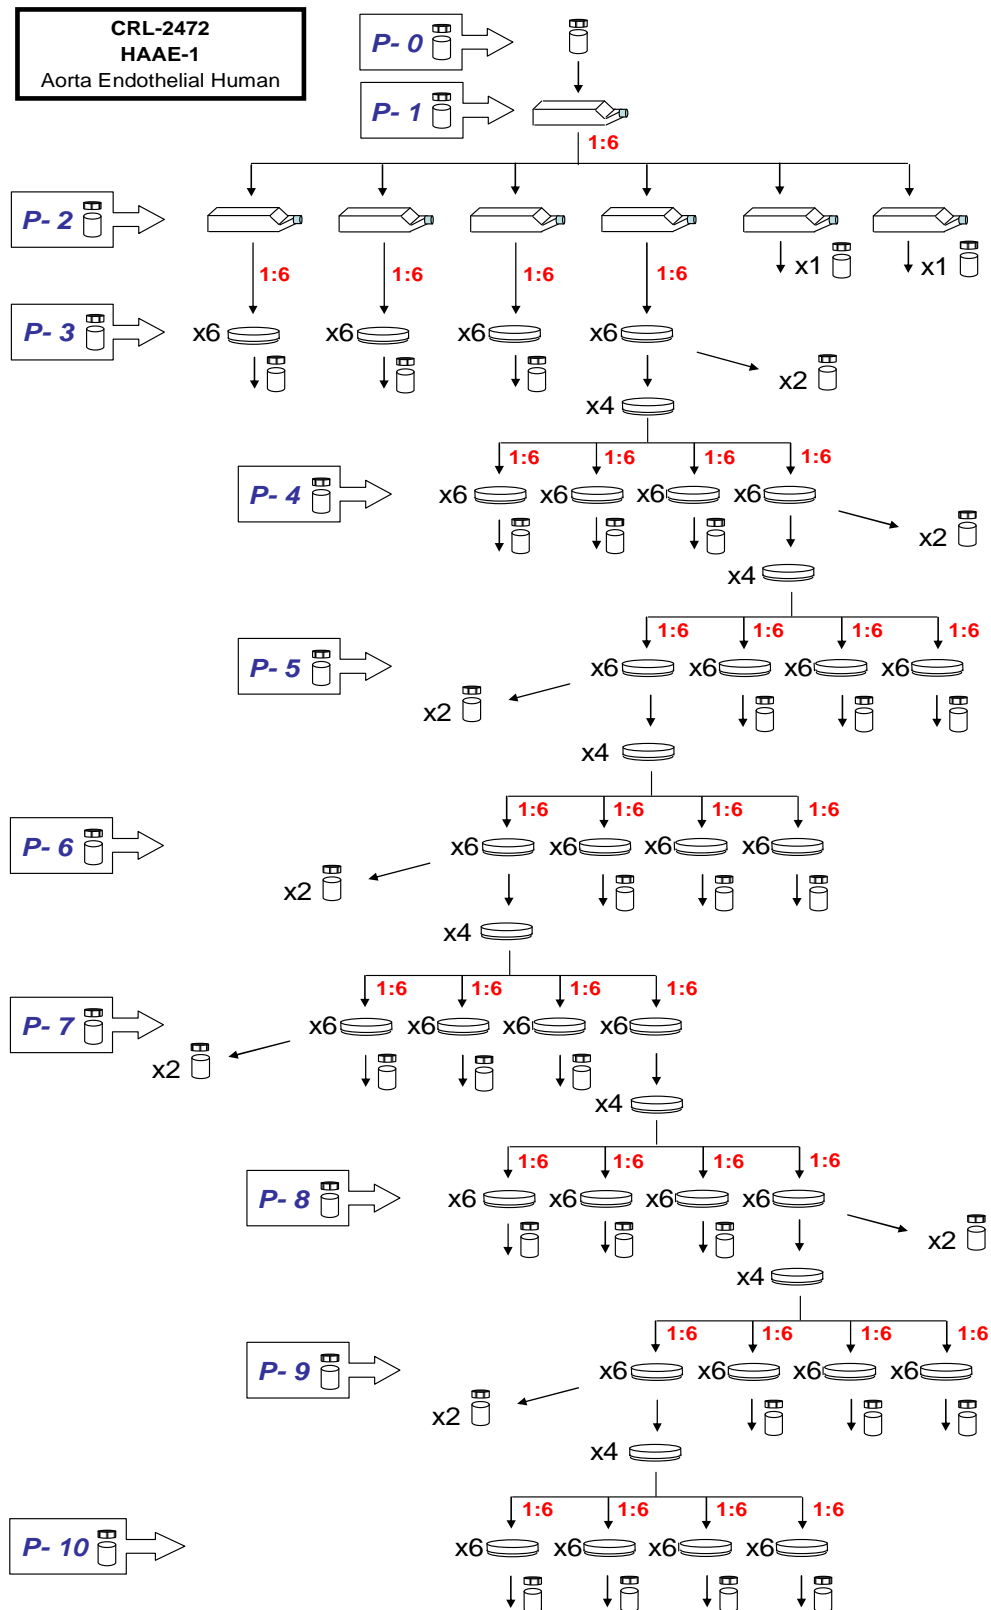 CRL-2472
HAAE-1
Aorta Endothelial Human
P- 0
P- 1
1:6
P- 2
x1 x1
1:6 1:6 1:6 1:6
P- 3
x6 x6 x6 x6
x2
x4
1:6 1:6 1:6 1:6
P- 4
x6 x6 x6 x6
x2
x4
1:6 1:6 1:6 1:6
P- 5
x6 x6 x6 x6
x2
x4
1:6 1:6 1:6 1:6
P- 6
x6 x6 x6 x6
x2
x4
1:6 1:6 1:6 1:6
P- 7
x6 x6 x6 x6
x2
x4
1:6 1:6 1:6 1:6
P- 8
x6 x6 x6 x6
x2
x4
1:6 1:6 1:6 1:6
P- 9
x6 x6 x6 x6
x2
x4
1:6 1:6 1:6 1:6
P- 10
x6 x6 x6 x6